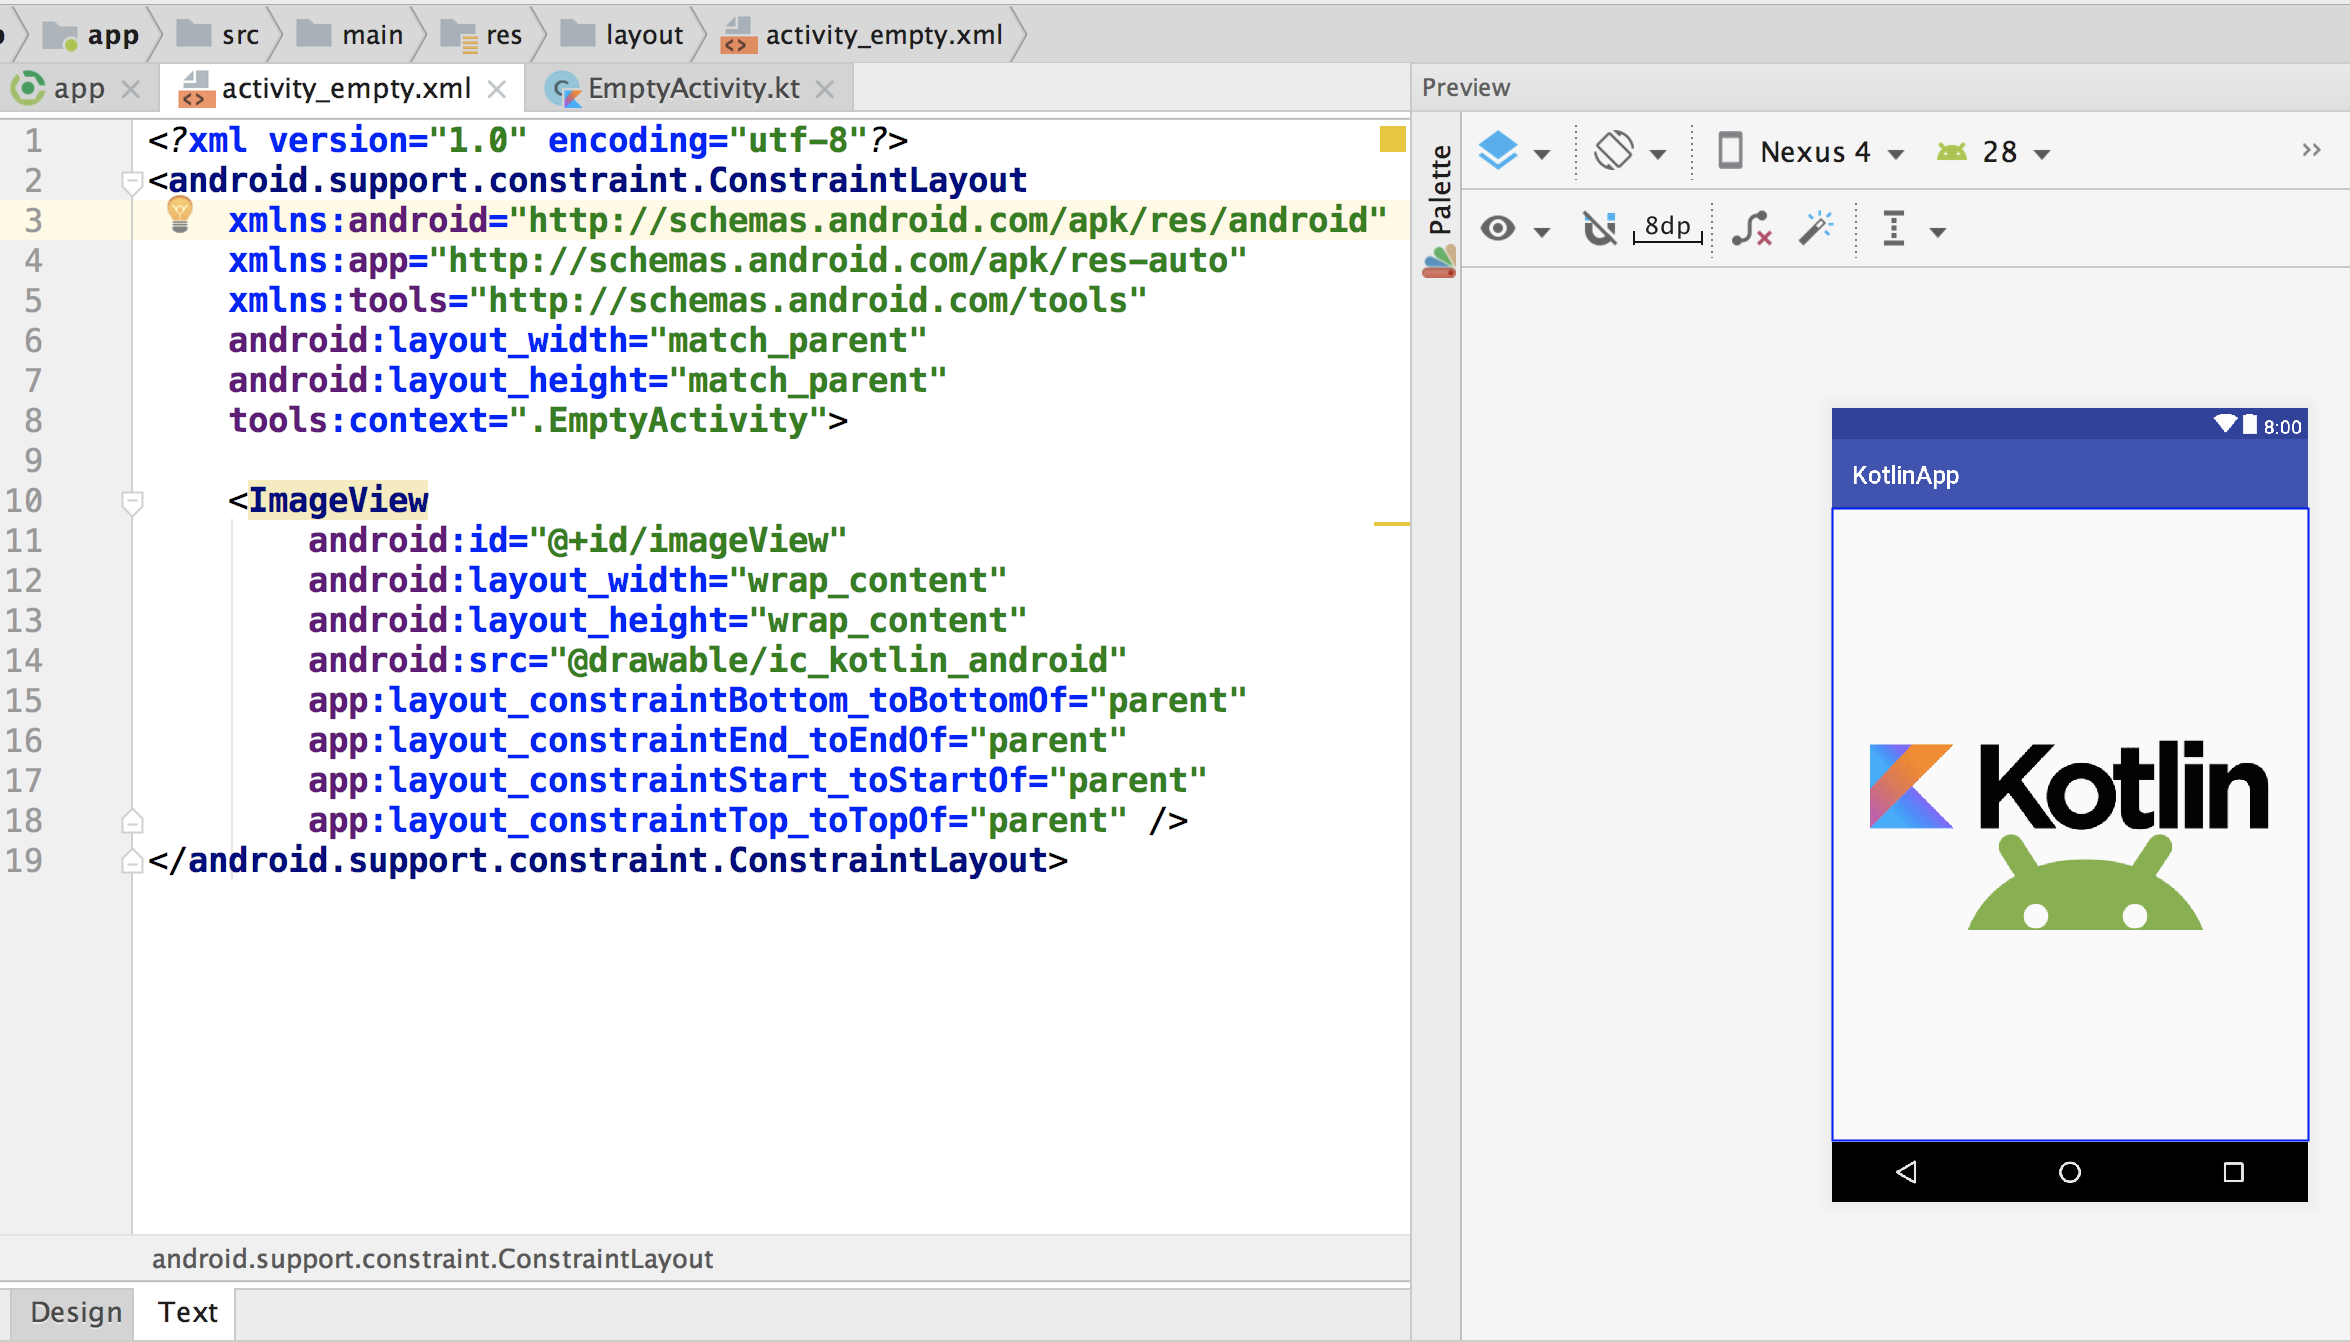 app src main res layout activity_empty.xml
app activity_empty.xml EmptyActivity.kt
1 <?xml version="1.0" encoding="utf-8"?>
2 <android.support.constraint.ConstraintLayout
3 xmlns:android="http://schemas.android.com/apk/res/android"
4 xmlns:app="http://schemas.android.com/apk/res-auto"
5 xmlns:tools="http://schemas.android.com/tools"
6 android:layout_width="match_parent"
7 android:layout_height="match_parent"
8 tools:context=".EmptyActivity">
9
10 <ImageView
11 android:id="@+id/imageView"
12 android:layout_width="wrap_content"
13 android:layout_height="wrap_content"
14 android:src="@drawable/ic_kotlin_android"
15 app:layout_constraintBottom_toBottomOf="parent"
16 app:layout_constraintEnd_toEndOf="parent"
17 app:layout_constraintStart_toStartOf="parent"
18 app:layout_constraintTop_toTopOf="parent" />
19 </android.support.constraint.ConstraintLayout>
android.support.constraint.ConstraintLayout
Design Text
Preview
Palette
Nexus 4 28 »
8dp
8:00
KotlinApp
Kotlin